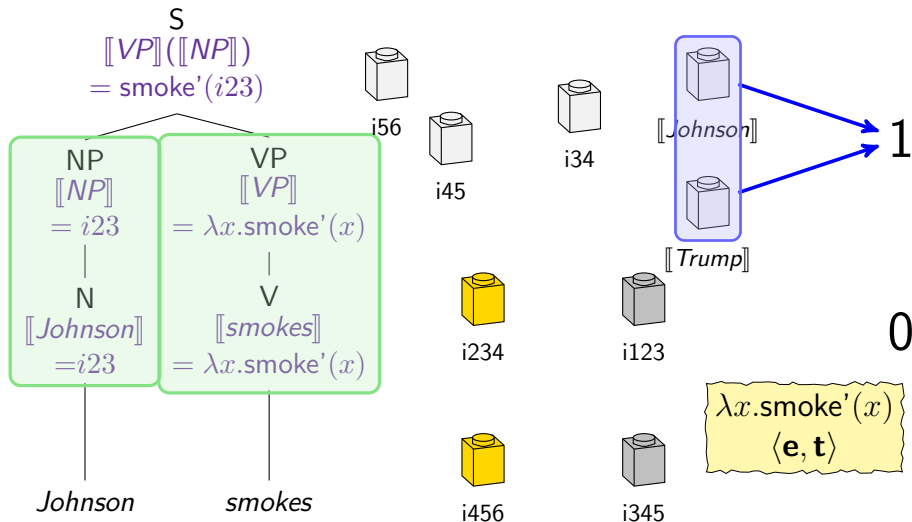 S
⟦VP⟧(⟦NP⟧)
= smoke’(i23)
NP
⟦NP⟧
= i23
N
⟦Johnson⟧
=i23
Johnson
VP
⟦VP⟧
= λx.smoke’(x)
V
⟦smokes⟧
= λx.smoke’(x)
smokes
i56
i45
i34
⟦Johnson⟧
⟦Trump⟧
1
i234
i123
0
i456
i345
λx.smoke’(x)
⟨e, t⟩